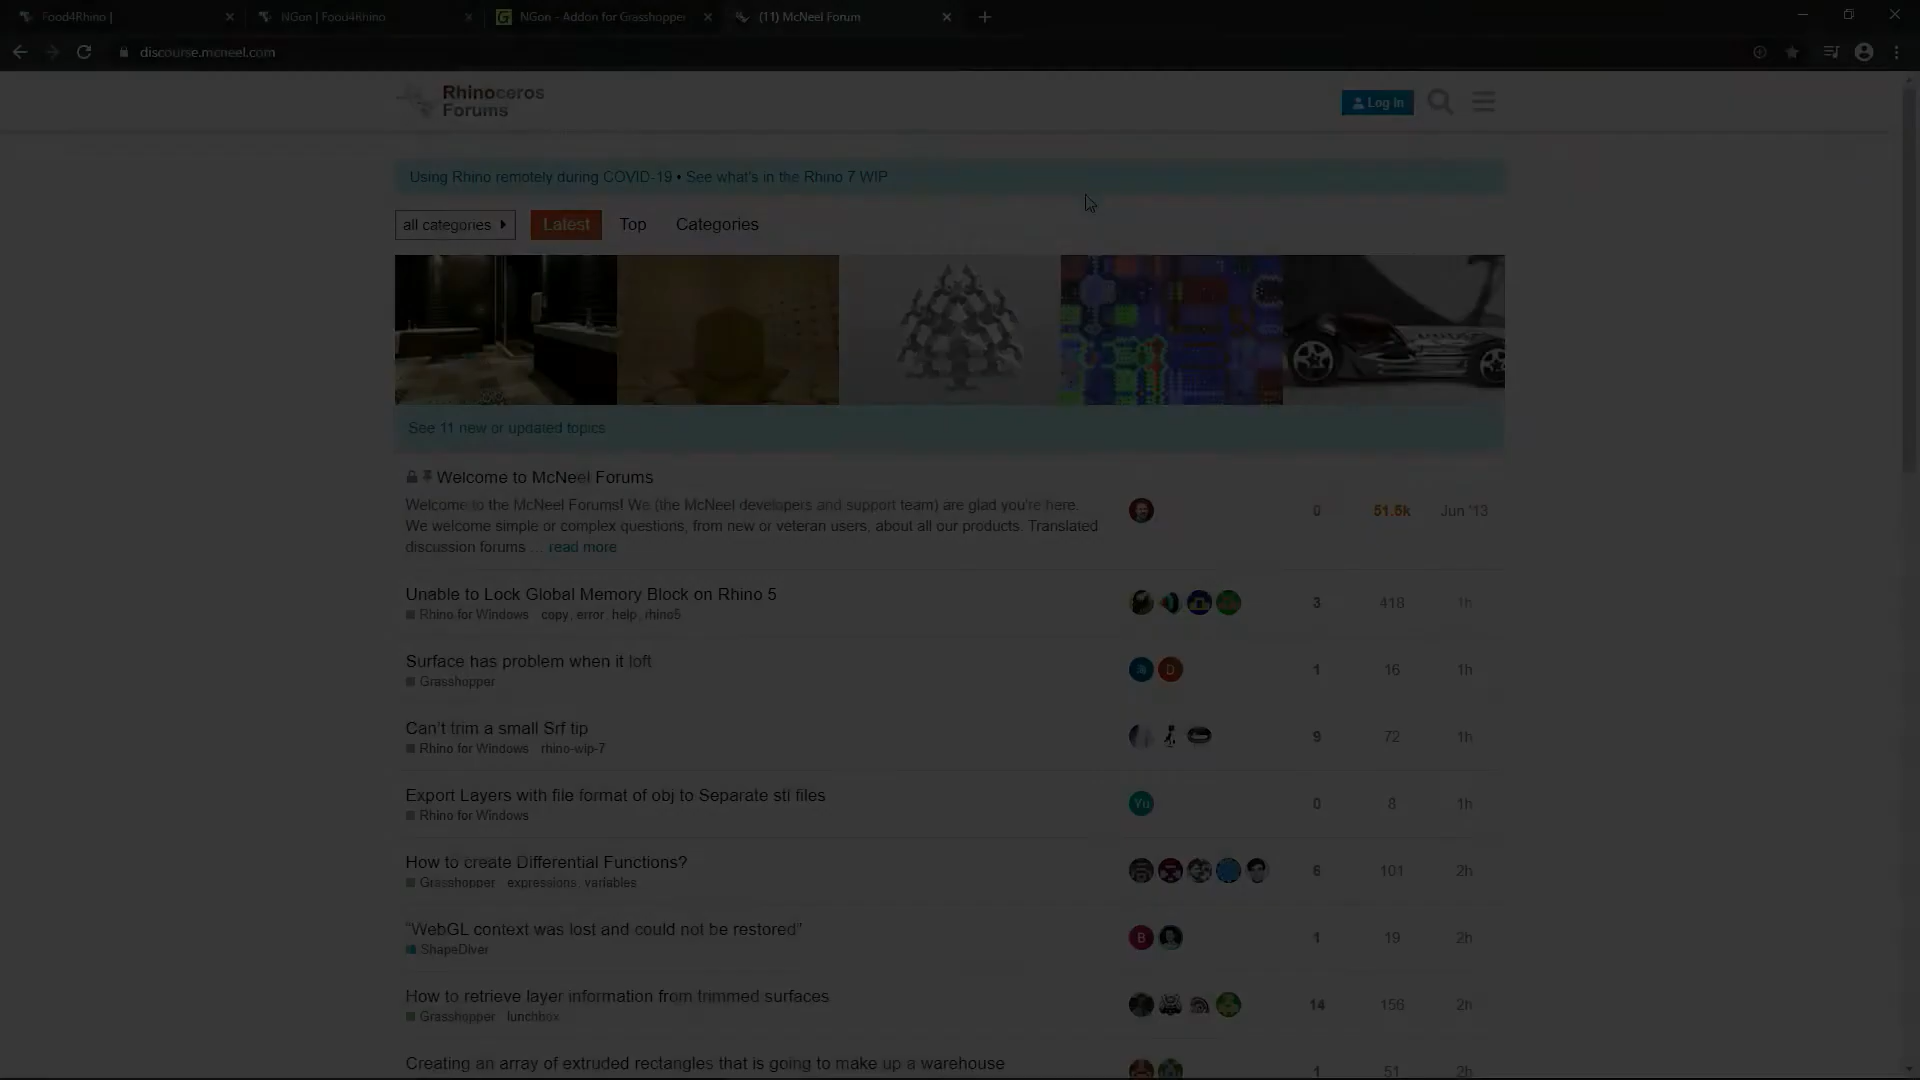 Food4Rhino |
NGon | Food4Rhino
NGon - Addon for Grasshopper
(11) McNeel Forum
discourse.mcneel.com
Rhinoceros
Forums
Log In
Using Rhino remotely during COVID-19 • See what's in the Rhino 7 WIP
all categories
Latest
Top
Categories
See 11 new or updated topics
Welcome to McNeel Forums
Welcome to the McNeel Forums! We (the McNeel developers and support team) are glad you're here.
We welcome simple or complex questions, from new or veteran users, about all our products. Translated
discussion forums ... read more
0 51.5k Jun '13
Unable to Lock Global Memory Block on Rhino 5
3 418 1h
Rhino for Windows copy, error, help, rhino5
Surface has problem when it loft
D 1 16 1h
Grasshopper
Can't trim a small Srf tip
9 72 1h
Rhino for Windows rhino-wip-7
Export Layers with file format of obj to Separate stl files
Yu 0 8 1h
Rhino for Windows
How to create Differential Functions?
6 101 2h
Grasshopper expressions, variables
"WebGL context was lost and could not be restored"
B 1 19 2h
ShapeDiver
How to retrieve layer information from trimmed surfaces
14 156 2h
Grasshopper lunchbox
Creating an array of extruded rectangles that is going to make up a warehouse
1 51 2h